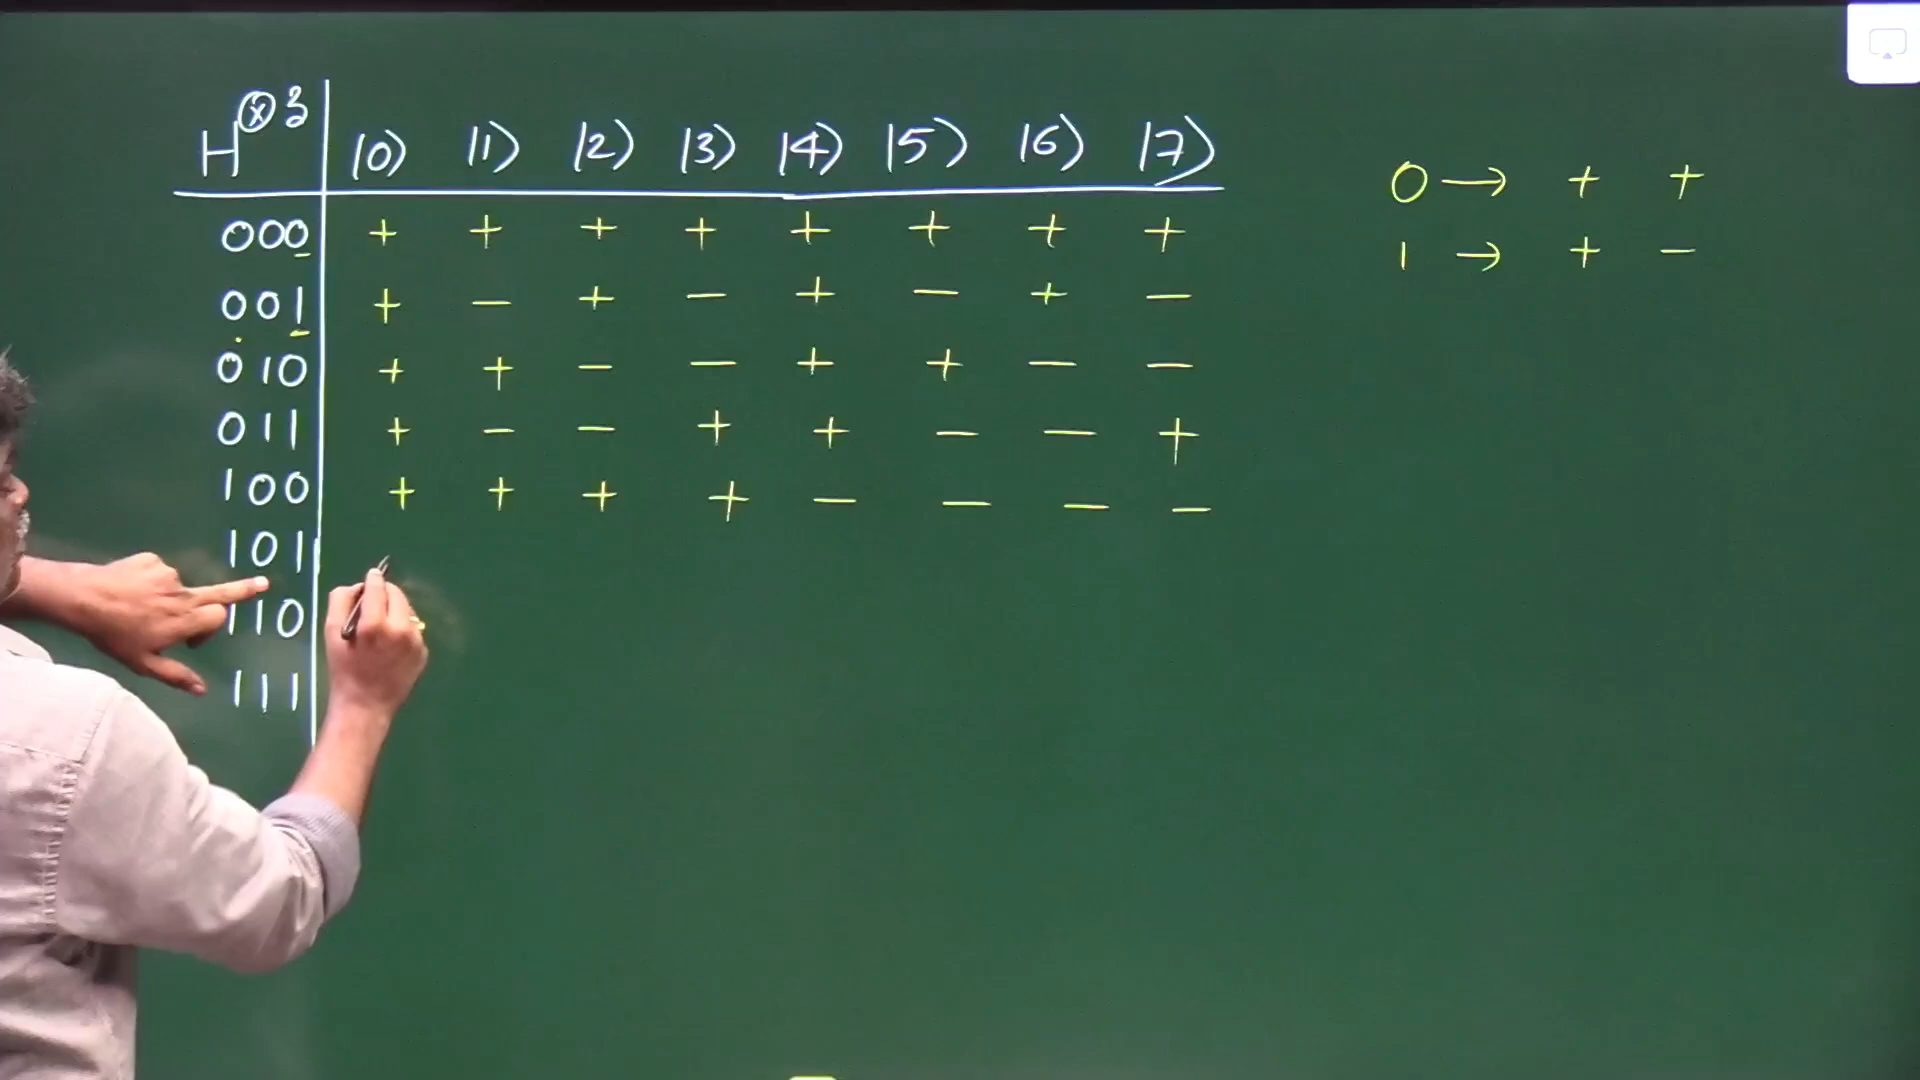 H⊗3 |0⟩ |1⟩ |2⟩ |3⟩ |4⟩ |5⟩ |6⟩ |7⟩
000 + + + + + + + +
001 + − + − + − + −
010 + + − − + + − −
011 + − − + + − − +
100 + + + + − − − −
101
110
111
0 → + +
1 → + −